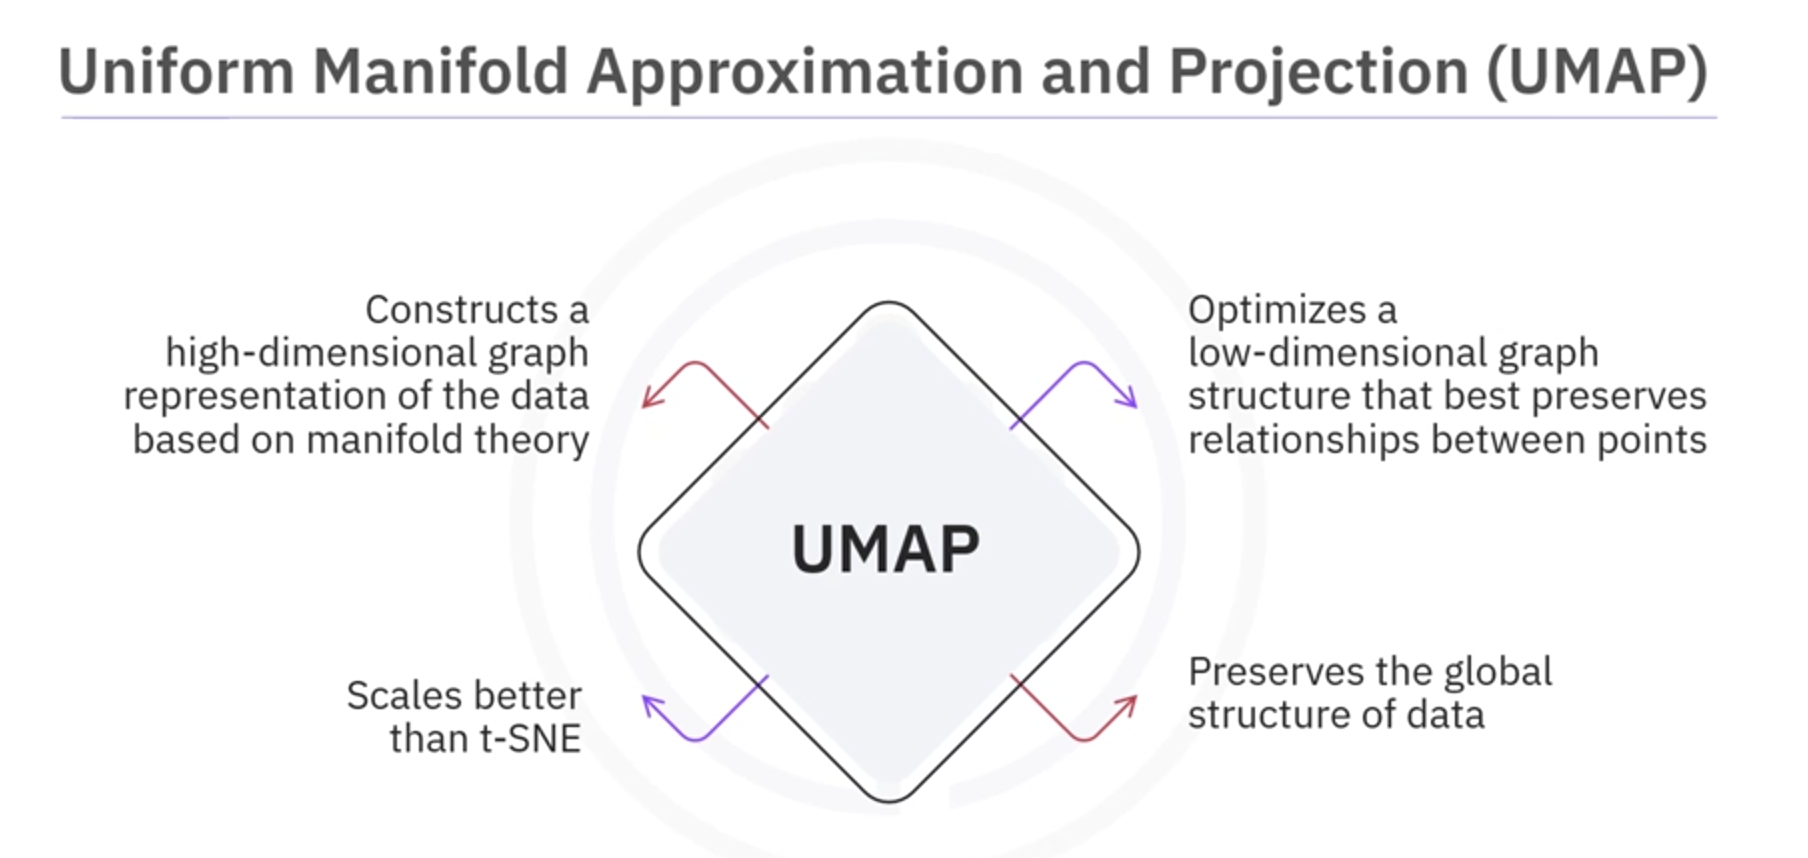 Uniform Manifold Approximation and Projection (UMAP)
Constructs a
high-dimensional graph
representation of the data
based on manifold theory
Optimizes a
low-dimensional graph
structure that best preserves
relationships between points
UMAP
Scales better
than t-SNE
Preserves the global
structure of data